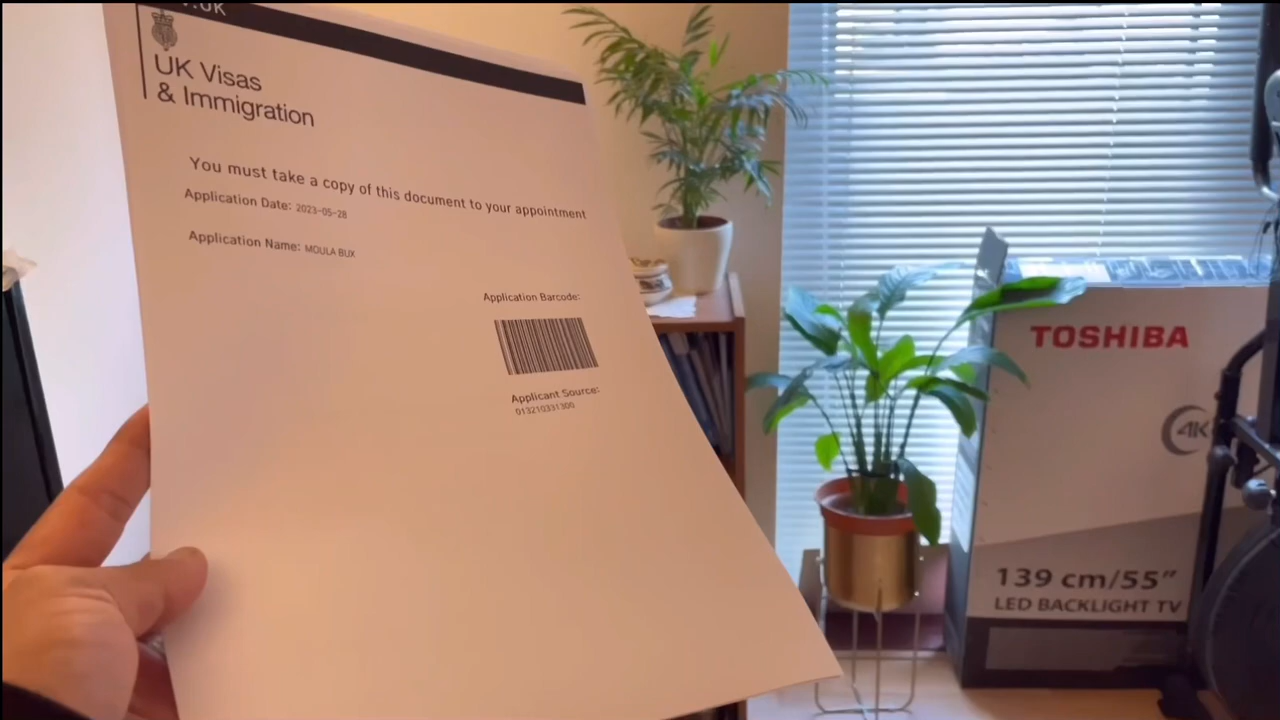 UK Visas
& Immigration
You must take a copy of this document to your appointment
Application Date: 2023-05-28
Application Name: MOULA BUX
Application Barcode:
Applicant Source:
013210331300
TOSHIBA
4K
139 cm/55”
LED BACKLIGHT TV